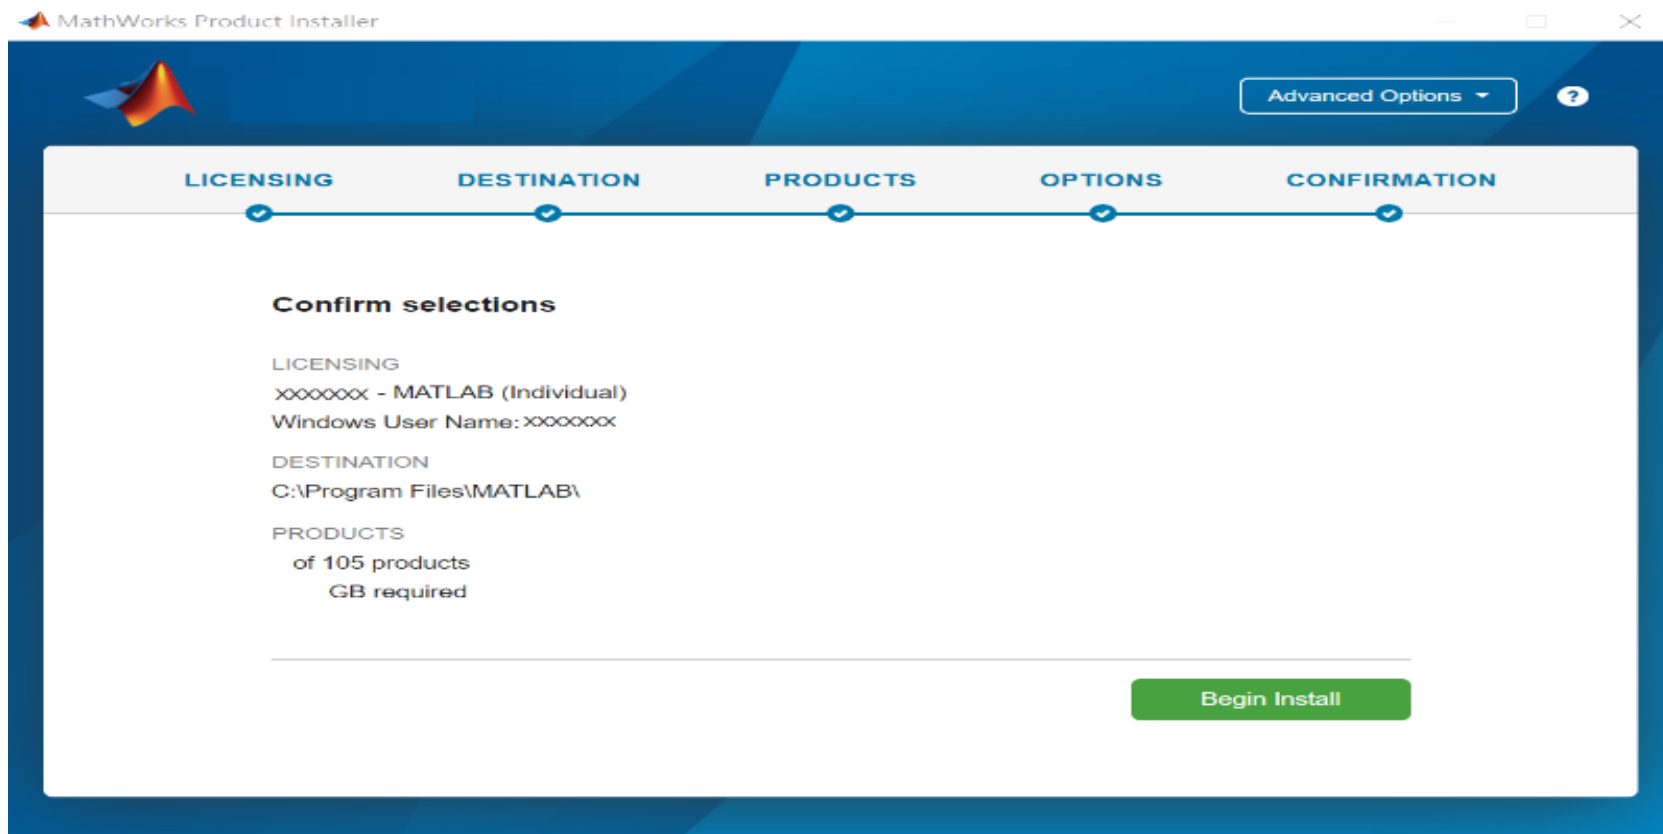 MathWorks Product Installer
Advanced Options
?
LICENSING DESTINATION PRODUCTS OPTIONS CONFIRMATION
Confirm selections
LICENSING
xxxxxxx - MATLAB (Individual)
Windows User Name: xxxxxxx
DESTINATION
C:\Program Files\MATLAB\
PRODUCTS
of 105 products
GB required
Begin Install